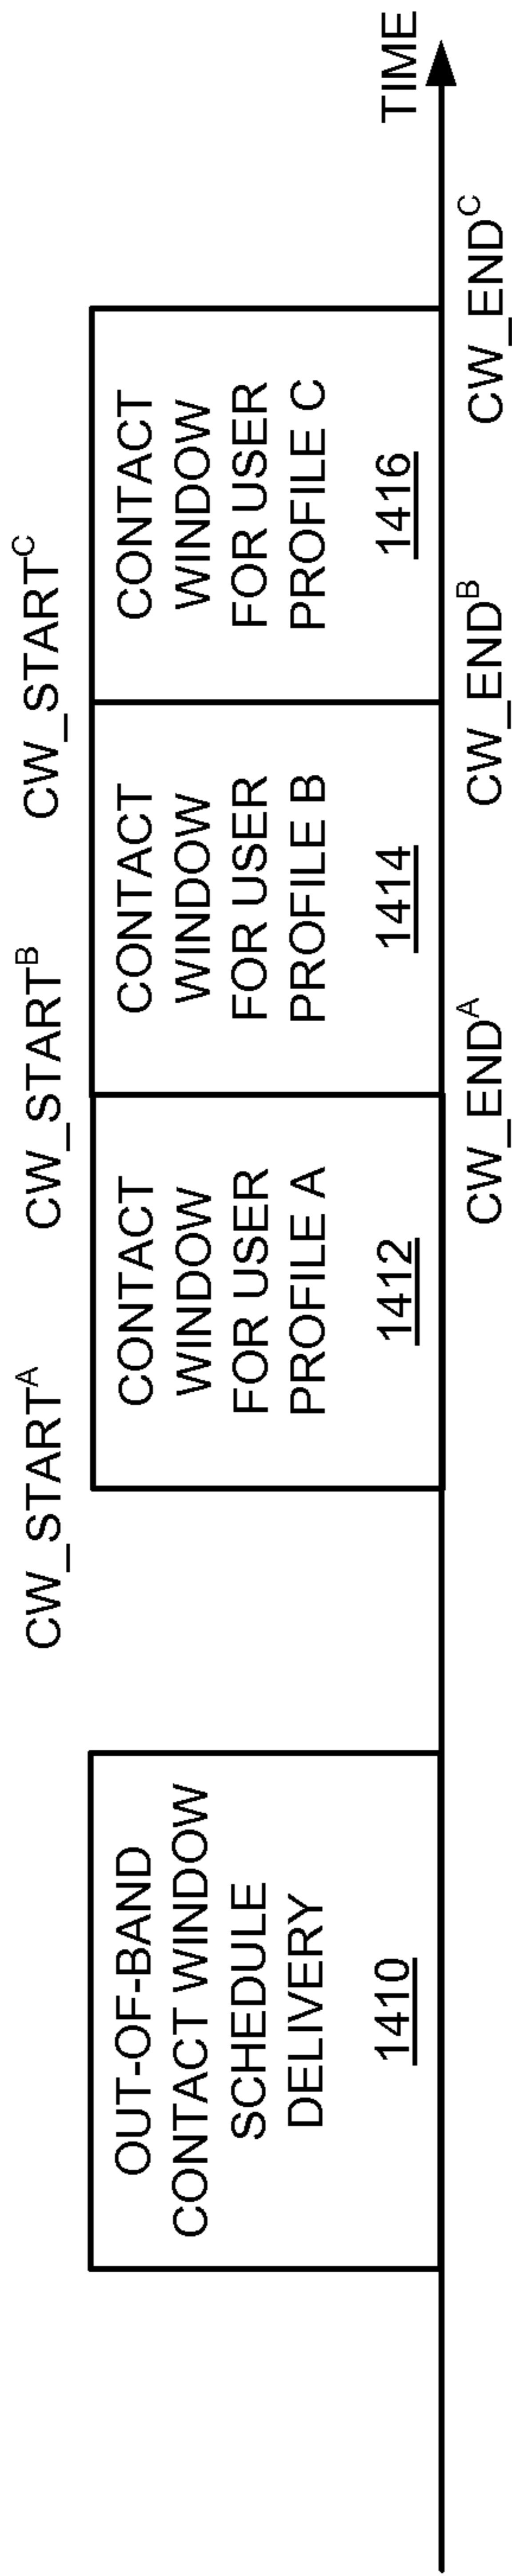 CW_START^A
CW_START^B
CW_START^C
OUT-OF-BAND
CONTACT WINDOW
SCHEDULE
DELIVERY
1410
CONTACT
WINDOW
FOR USER
PROFILE A
1412
CONTACT
WINDOW
FOR USER
PROFILE B
1414
CONTACT
WINDOW
FOR USER
PROFILE C
1416
TIME
CW_END^A
CW_END^B
CW_END^C